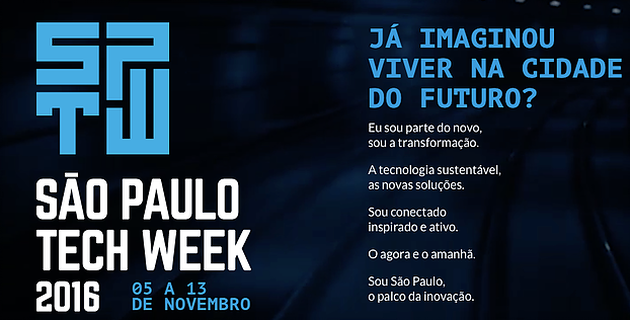 SPTW
SÃO PAULO
TECH WEEK
2016
05 A 13
DE NOVEMBRO
JÁ IMAGINOU
VIVER NA CIDADE
DO FUTURO?
Eu sou parte do novo,
sou a transformação.
A tecnologia sustentável,
as novas soluções.
Sou conectado
inspirado e ativo.
O agora e o amanhã.
Sou São Paulo,
o palco da inovação.